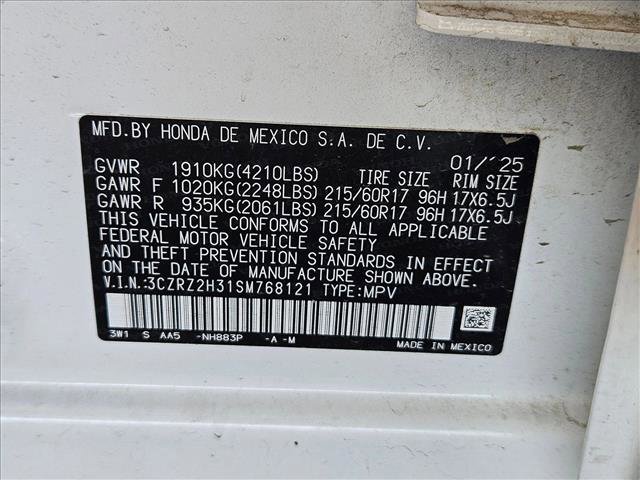 MFD.BY HONDA DE MEXICO S.A. DE C.V.
01/'25
GVWR 1910KG(4210LBS) TIRE SIZE RIM SIZE
GAWR F 1020KG(2248LBS) 215/60R17 96H 17X6.5J
GAWR R 935KG(2061LBS) 215/60R17 96H 17X6.5J
THIS VEHICLE CONFORMS TO ALL APPLICABLE
FEDERAL MOTOR VEHICLE SAFETY
AND THEFT PREVENTION STANDARDS IN EFFECT
ON THE DATE OF MANUFACTURE SHOWN ABOVE.
V.I.N.:3CZRZ2H31SM768121 TYPE:MPV
3W1 S AA5 -NH883P -A -M MADE IN MEXICO